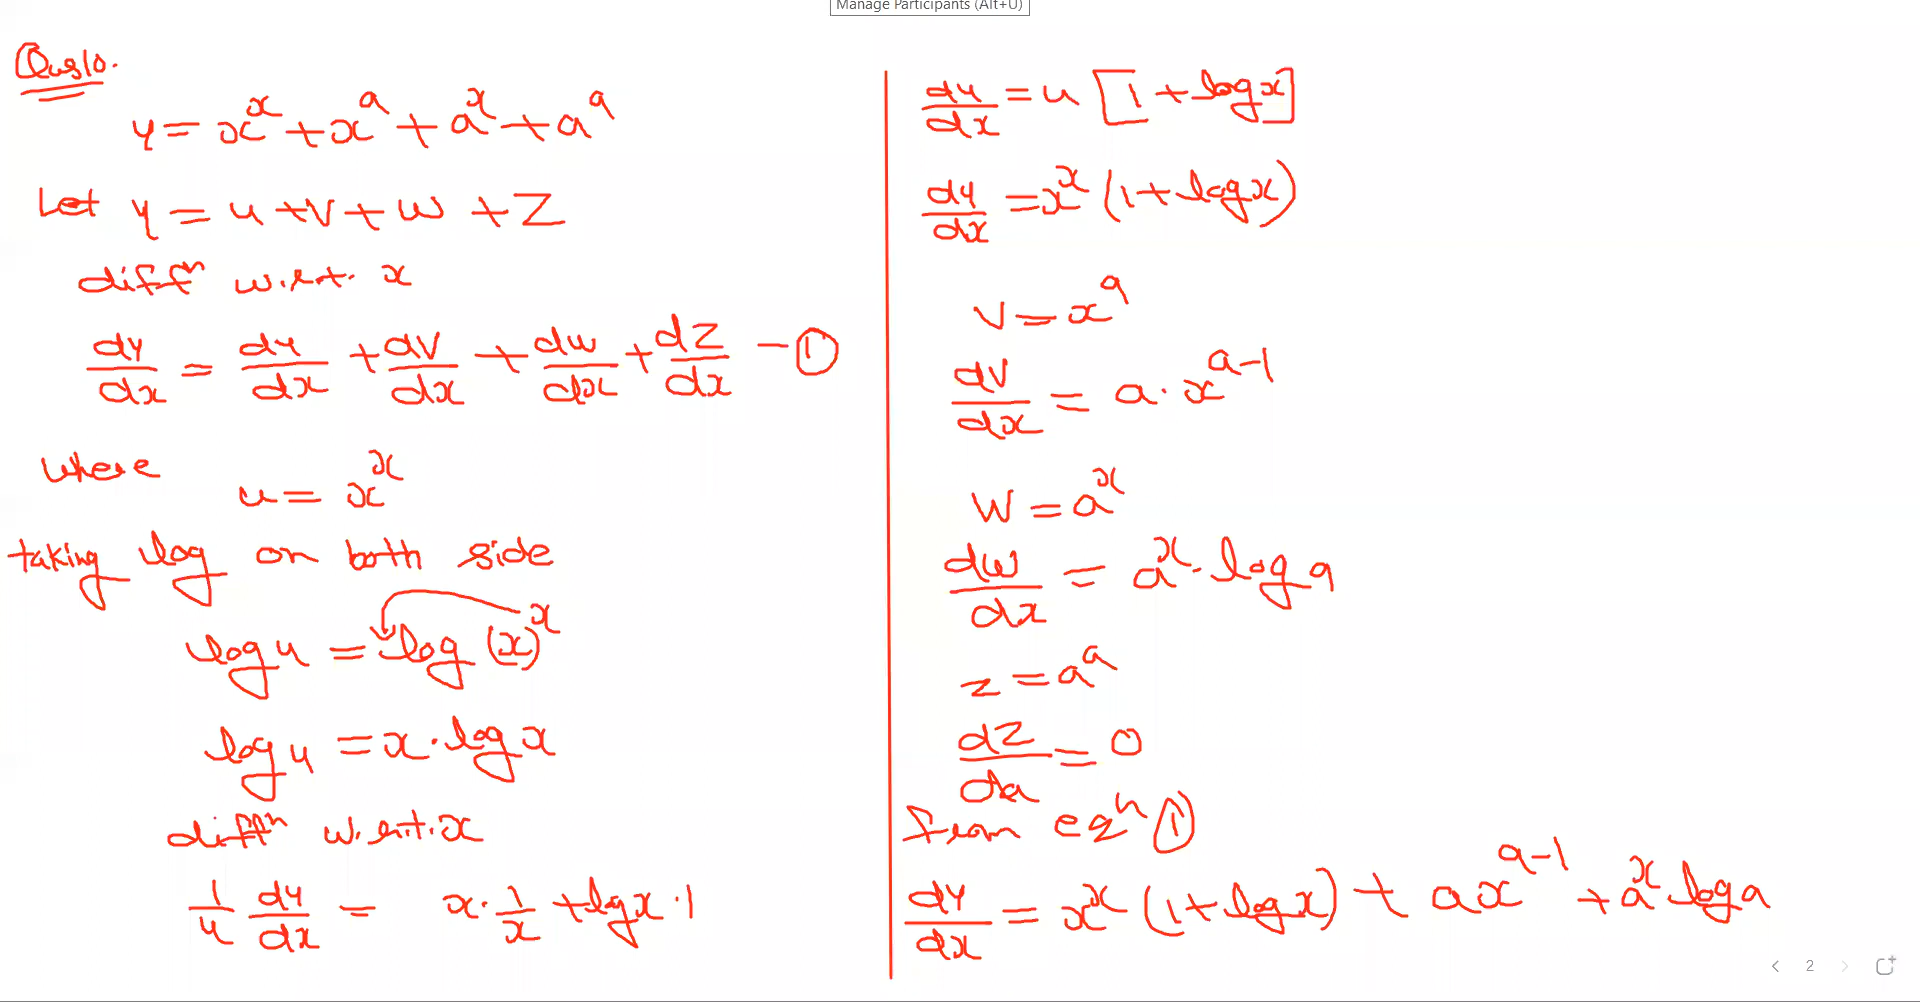 Manage Participants (Alt+U)
Ques10.
y = x^x + x^a + a^x + a^a
Let y = u + v + w + z
diffⁿ w.r.t. x
dy/dx = du/dx + dv/dx + dw/dx + dz/dx - ①
where
u = x^x
taking log on both side
log u = log (x)^x
log u = x · log x
diffⁿ w.r.t. x
1/u du/dx = x · 1/x + log x · 1
du/dx = u [1 + log x]
du/dx = x^x (1 + log x)
v = x^a
dv/dx = a · x^(a-1)
w = a^x
dw/dx = a^x · log a
z = a^a
dz/dx = 0
from eqⁿ ①
dy/dx = x^x (1 + log x) + a x^(a-1) + a^x log a
2